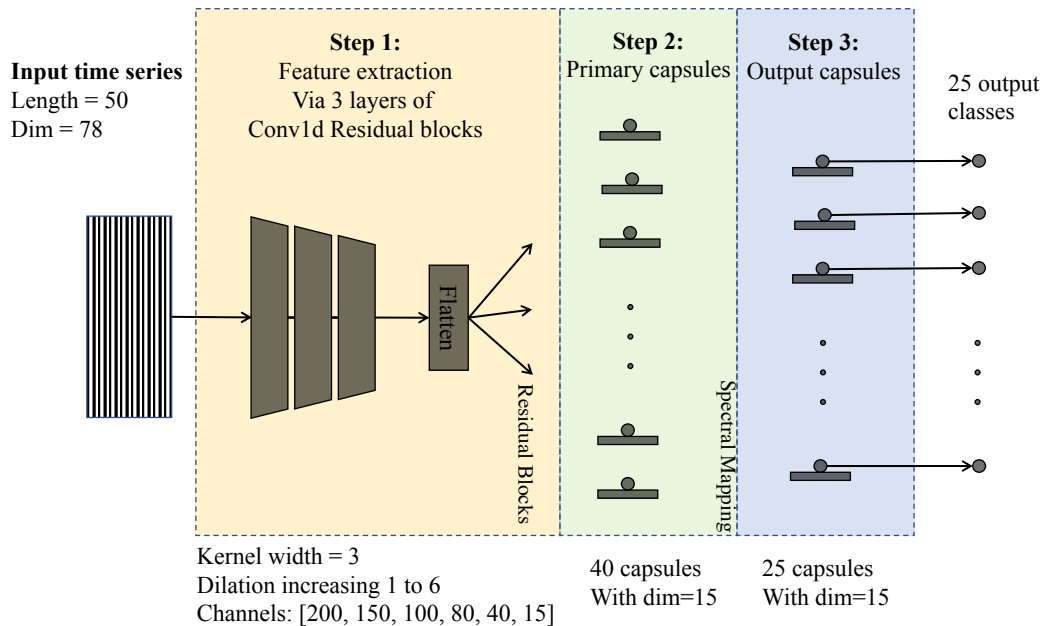 Input time series
Length = 50
Dim = 78
Step 1:
Feature extraction
Via 3 layers of
Conv1d Residual blocks
Flatten
Residual Blocks
Kernel width = 3
Dilation increasing 1 to 6
Channels: [200, 150, 100, 80, 40, 15]
Step 2:
Primary capsules
Spectral Mapping
40 capsules
With dim=15
Step 3:
Output capsules
25 capsules
With dim=15
25 output
classes